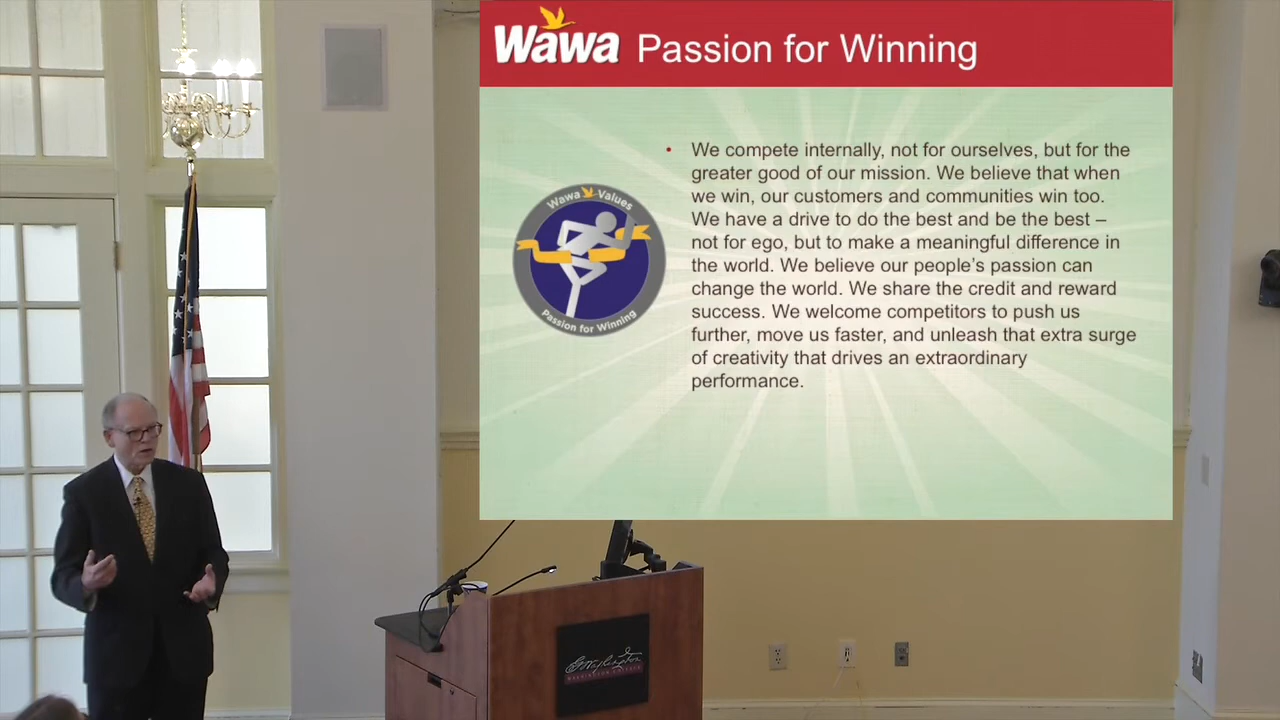 Wawa Passion for Winning
• We compete internally, not for ourselves, but for the
greater good of our mission. We believe that when
we win, our customers and communities win too.
We have a drive to do the best and be the best –
not for ego, but to make a meaningful difference in
the world. We believe our people’s passion can
change the world. We share the credit and reward
success. We welcome competitors to push us
further, move us faster, and unleash that extra surge
of creativity that drives an extraordinary
performance.
Wawa Values
Passion for Winning
G. Washington
WASHINGTON COLLEGE